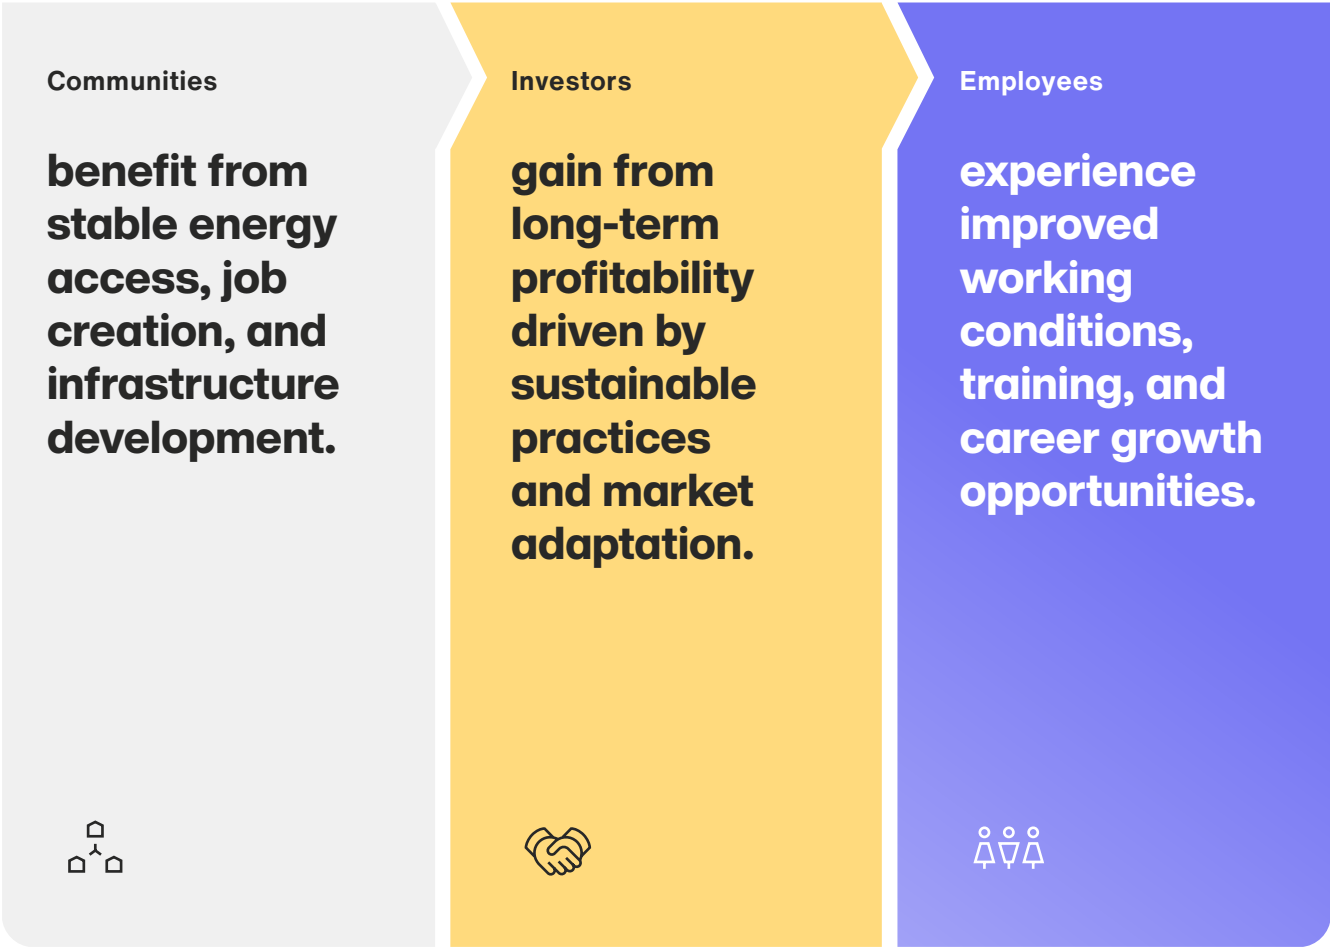 Communities
benefit from
stable energy
access, job
creation, and
infrastructure
development.
Investors
gain from
long-term
profitability
driven by
sustainable
practices
and market
adaptation.
Employees
experience
improved
working
conditions,
training, and
career growth
opportunities.